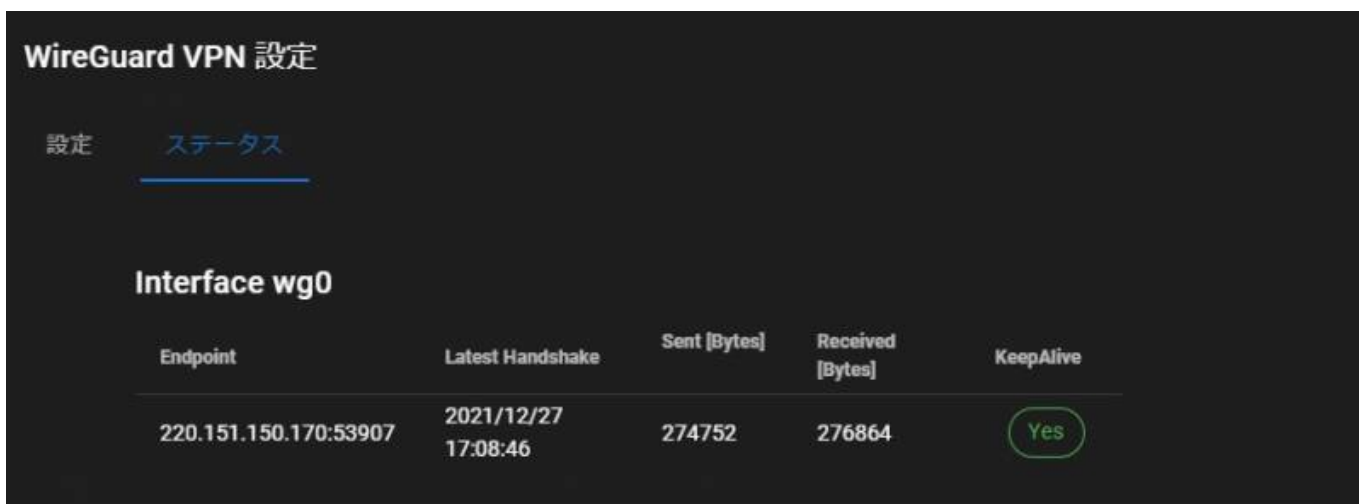 WireGuard VPN 設定
設定 ステータス
Interface wg0
Endpoint Latest Handshake Sent [Bytes] Received [Bytes] KeepAlive
220.151.150.170:53907 2021/12/27 17:08:46 274752 276864 Yes